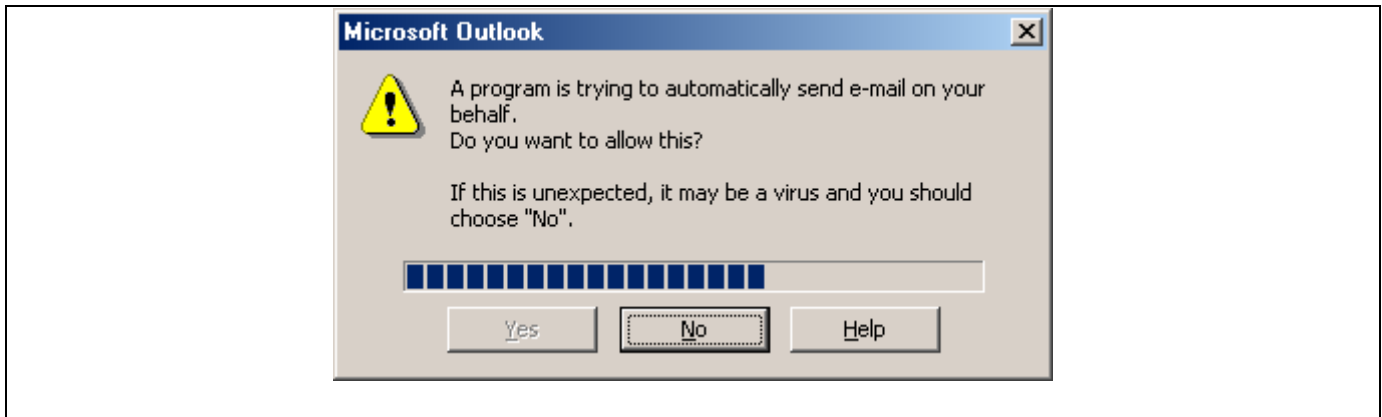 Microsoft Outlook
A program is trying to automatically send e-mail on your
behalf.
Do you want to allow this?
If this is unexpected, it may be a virus and you should
choose "No".
Yes No Help